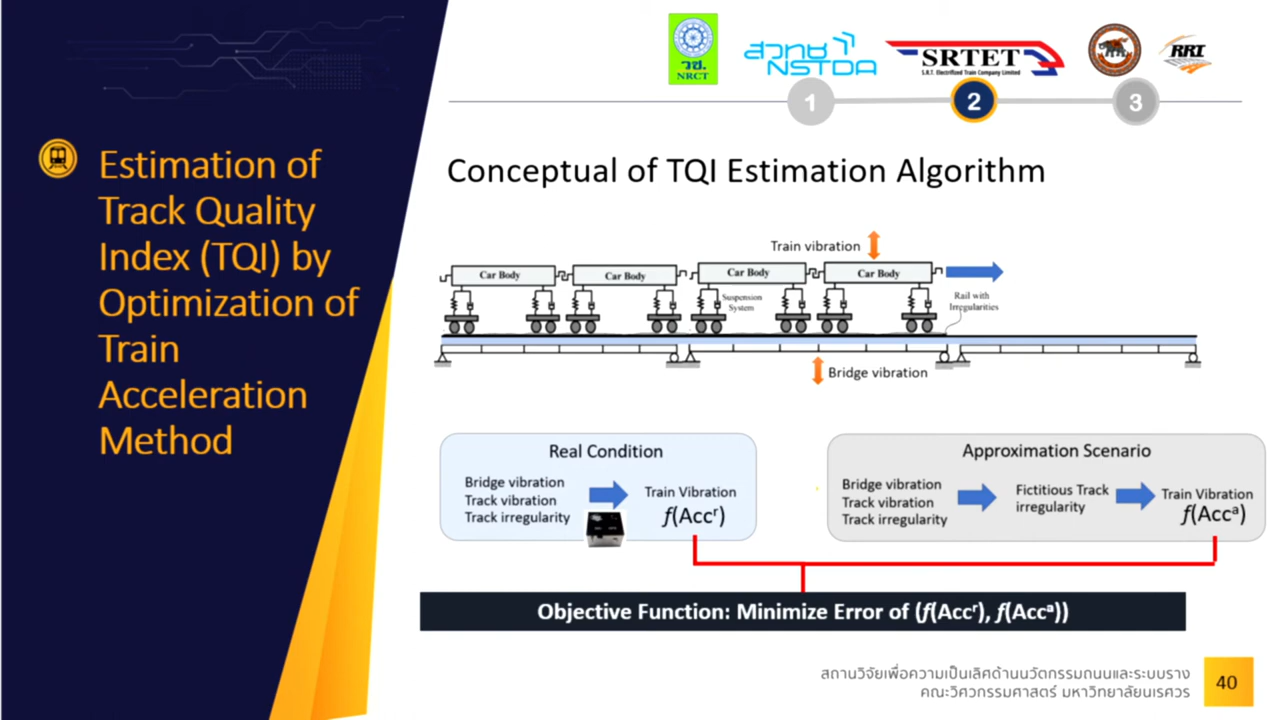 วช.
NRCT
สวทช
NSTDA
SRTET
S.R.T. Electrified Train Company Limited
RRI
1
2
3
Estimation of
Track Quality
Index (TQI) by
Optimization of
Train
Acceleration
Method
Conceptual of TQI Estimation Algorithm
Train vibration
Car Body
Car Body
Car Body
Car Body
Suspension
System
Rail with
Irregularities
Bridge vibration
Real Condition
Bridge vibration
Track vibration
Track irregularity
Train Vibration
f(Accʳ)
Approximation Scenario
Bridge vibration
Track vibration
Track irregularity
Fictitious Track
irregularity
Train Vibration
f(Accᵃ)
Objective Function: Minimize Error of (f(Accʳ), f(Accᵃ))
สถานวิจัยเพื่อความเป็นเลิศด้านนวัตกรรมถนนและระบบราง
คณะวิศวกรรมศาสตร์ มหาวิทยาลัยนเรศวร
40